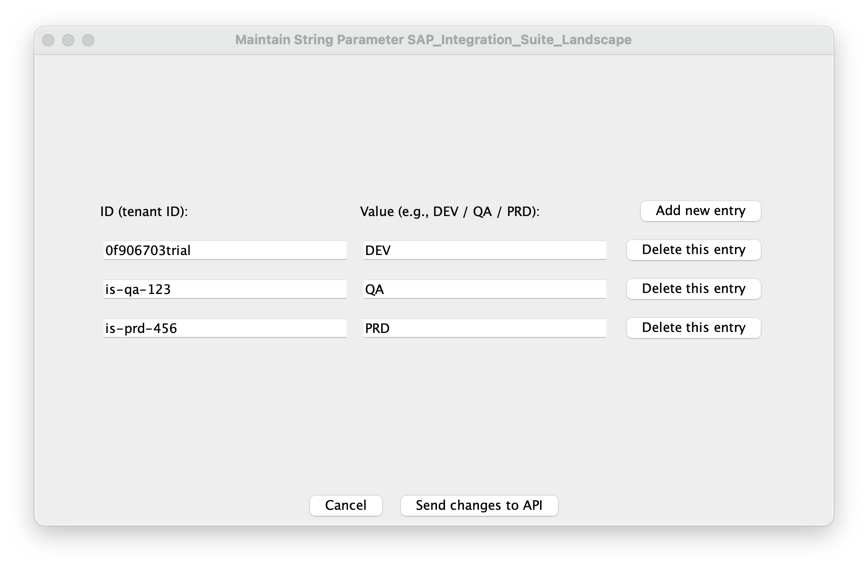 Maintain String Parameter SAP_Integration_Suite_Landscape
ID (tenant ID): Value (e.g., DEV / QA / PRD): Add new entry
0f906703trial DEV Delete this entry
is-qa-123 QA Delete this entry
is-prd-456 PRD Delete this entry
Cancel Send changes to API